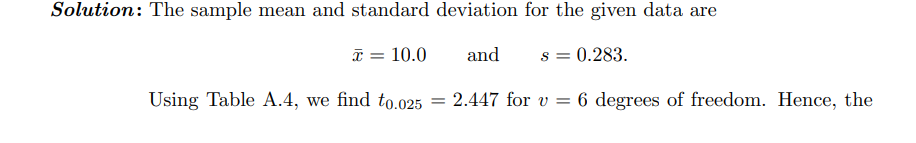 Solution: The sample mean and standard deviation for the given data are
x̄ = 10.0 and s = 0.283.
Using Table A.4, we find t₀.₀₂₅ = 2.447 for v = 6 degrees of freedom. Hence, the